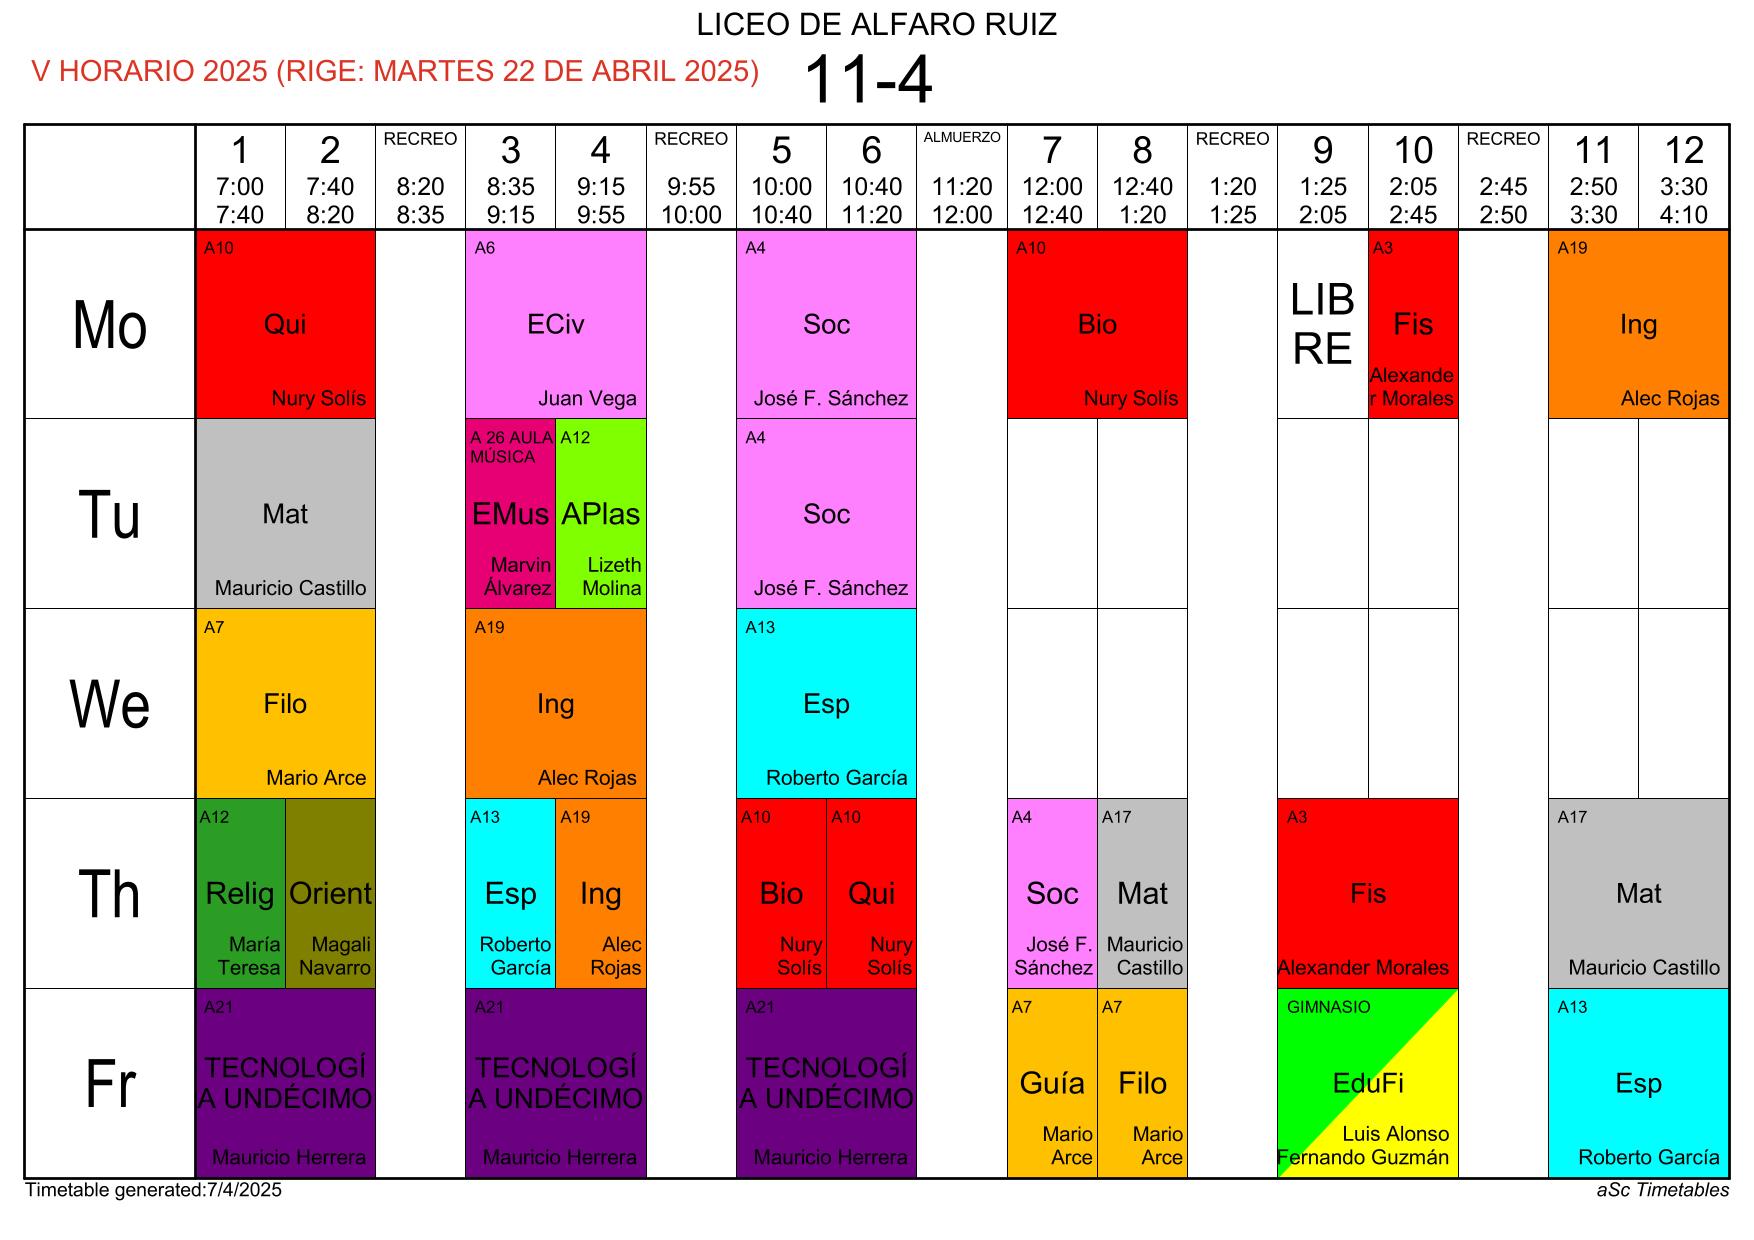 LICEO DE ALFARO RUIZ
V HORARIO 2025 (RIGE: MARTES 22 DE ABRIL 2025)
11-4
1 2 RECREO 3 4 RECREO 5 6 ALMUERZO 7 8 RECREO 9 10 RECREO 11 12
7:00 7:40 8:20 8:35 9:15 9:55 10:00 10:40 11:20 12:00 12:40 1:20 1:25 2:05 2:45 2:50 3:30
7:40 8:20 8:35 9:15 9:55 10:00 10:40 11:20 12:00 12:40 1:20 1:25 2:05 2:45 2:50 3:30 4:10
Mo
A10
Qui
Nury Solís
A6
ECiv
Juan Vega
A4
Soc
José F. Sánchez
A10
Bio
Nury Solís
LIB
RE
A3
Fis
Alexande
r Morales
A19
Ing
Alec Rojas
Tu
Mat
Mauricio Castillo
A 26 AULA
MÚSICA
EMus
Marvin
Álvarez
A12
APlas
Lizeth
Molina
A4
Soc
José F. Sánchez
We
A7
Filo
Mario Arce
A19
Ing
Alec Rojas
A13
Esp
Roberto García
Th
A12
Relig
María
Teresa
Orient
Magali
Navarro
A13
Esp
Roberto
García
A19
Ing
Alec
Rojas
A10
Bio
Nury
Solís
A10
Qui
Nury
Solís
A4
Soc
José F.
Sánchez
A17
Mat
Mauricio
Castillo
A3
Fis
Alexander Morales
A17
Mat
Mauricio Castillo
Fr
A21
TECNOLOGÍ
A UNDÉCIMO
Mauricio Herrera
A21
TECNOLOGÍ
A UNDÉCIMO
Mauricio Herrera
A21
TECNOLOGÍ
A UNDÉCIMO
Mauricio Herrera
A7
Guía
Mario
Arce
A7
Filo
Mario
Arce
GIMNASIO
EduFi
Luis Alonso
Fernando Guzmán
A13
Esp
Roberto García
Timetable generated:7/4/2025
aSc Timetables